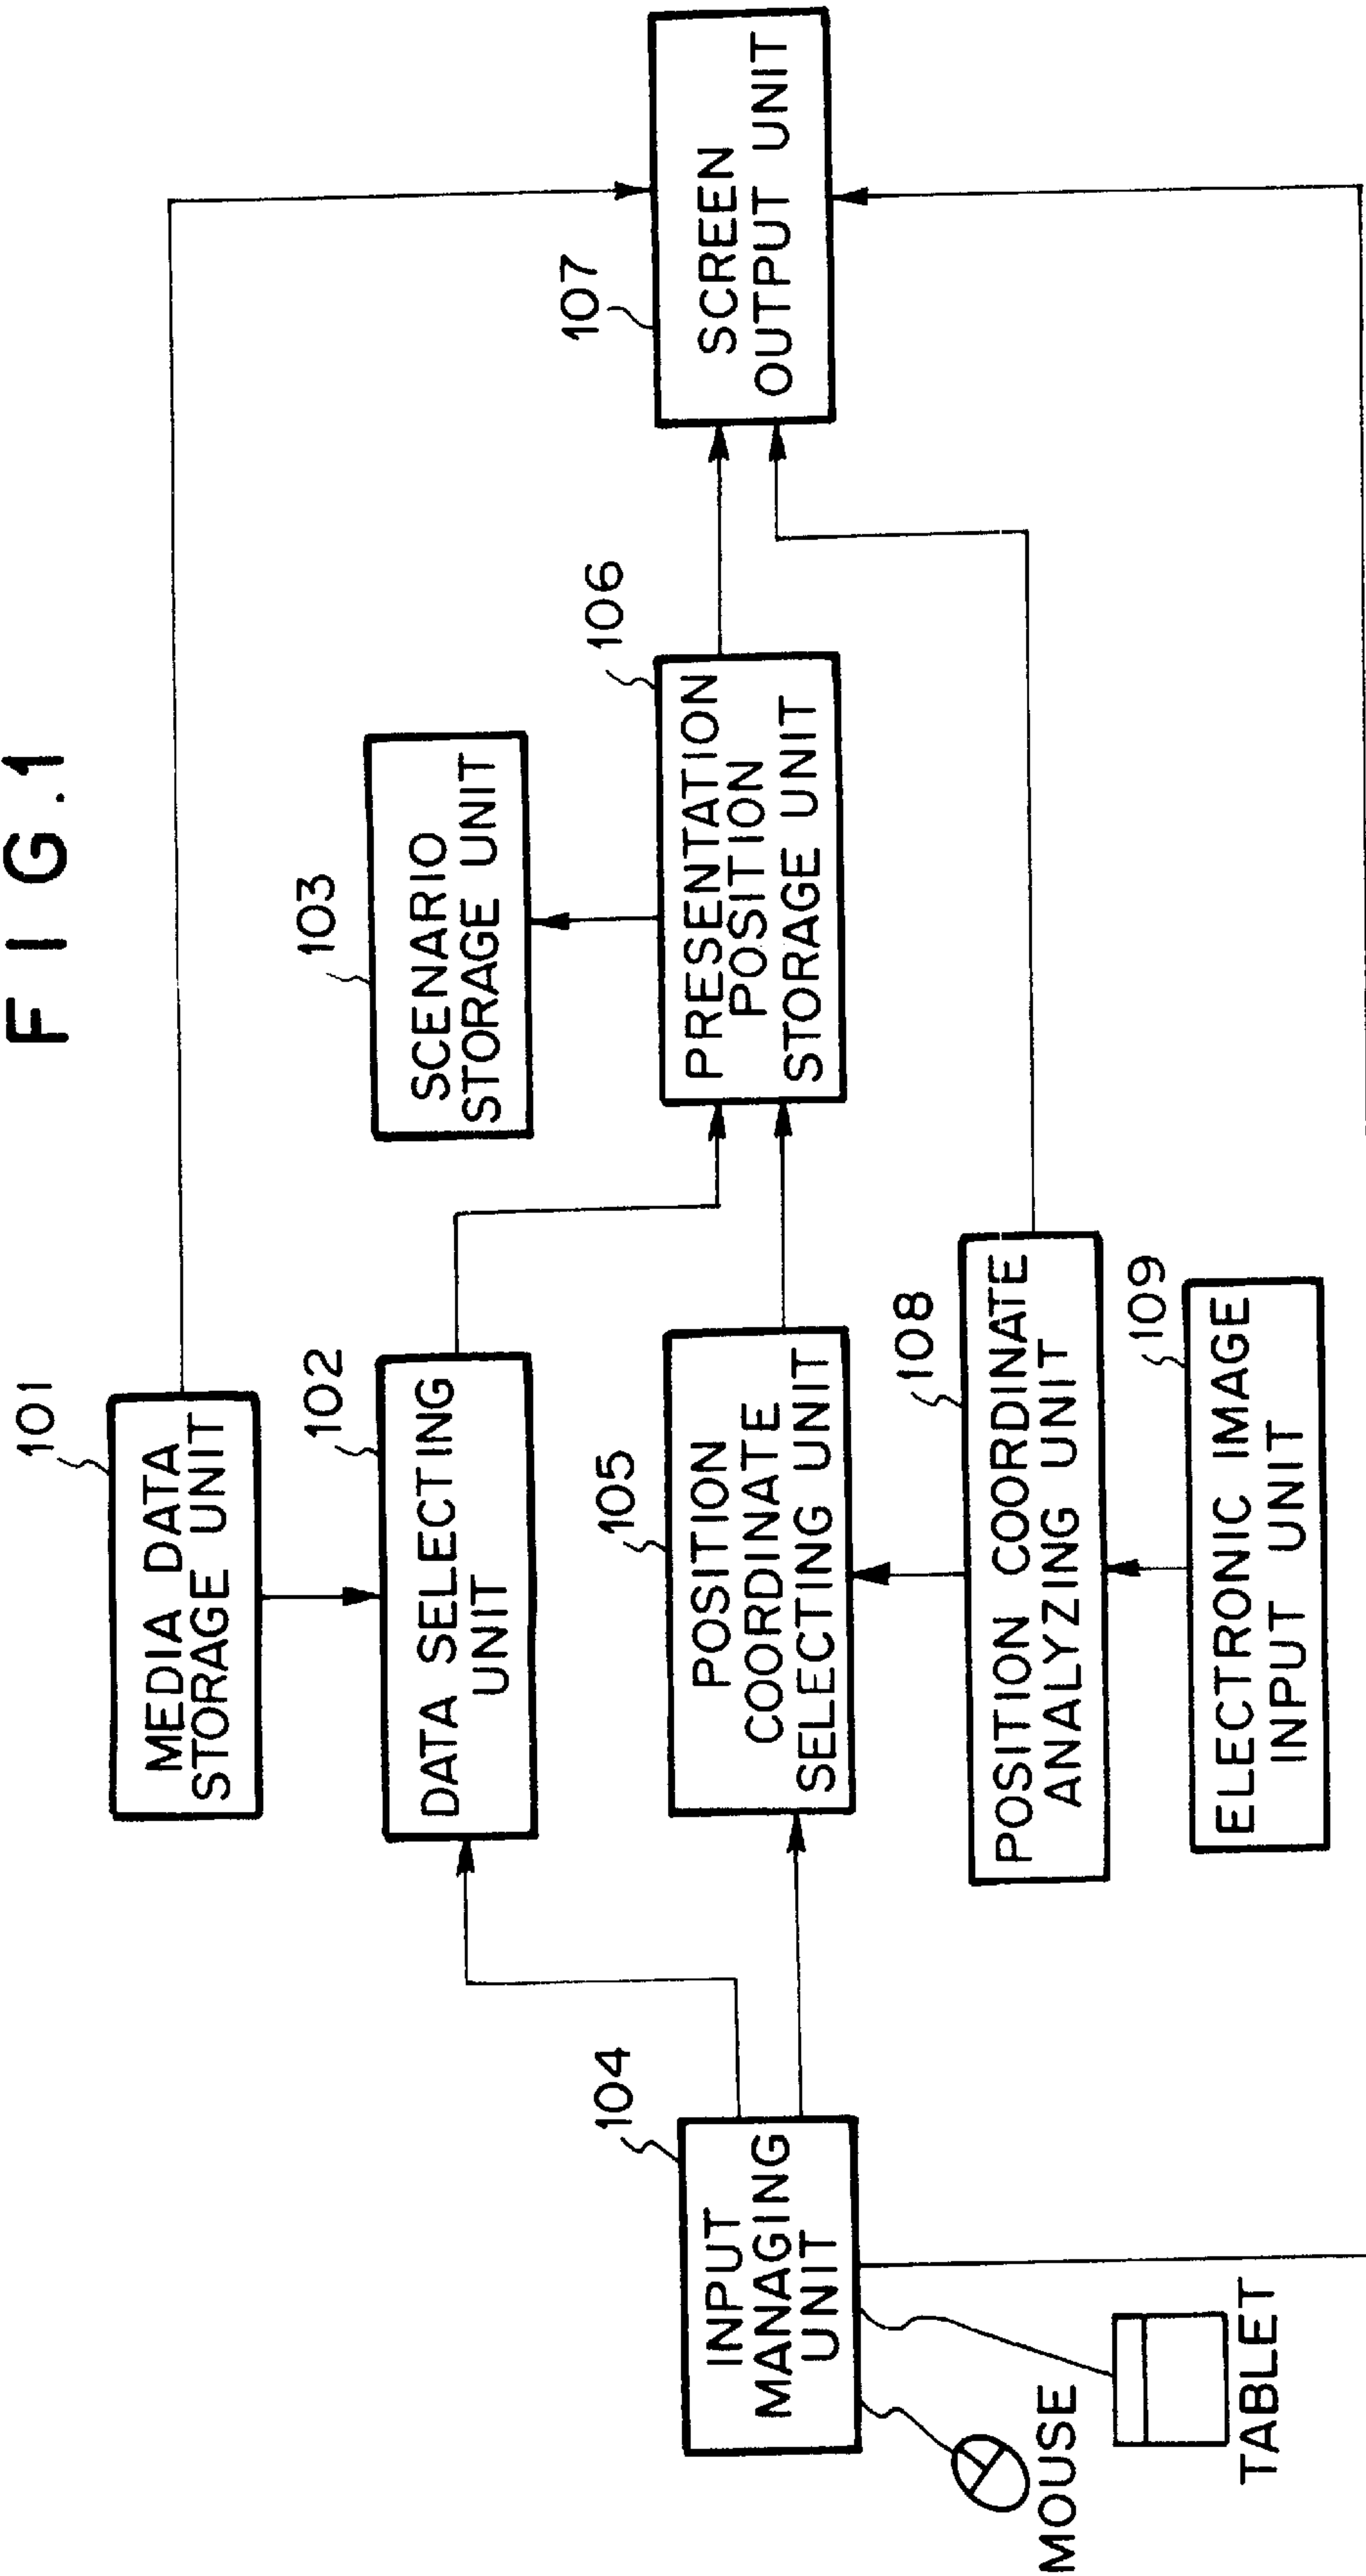 FIG.1
101
MEDIA DATA
STORAGE UNIT
102
DATA SELECTING
UNIT
103
SCENARIO
STORAGE UNIT
104
INPUT
MANAGING
UNIT
105
POSITION
COORDINATE
SELECTING UNIT
106
PRESENTATION
POSITION
STORAGE UNIT
107
SCREEN
OUTPUT UNIT
108
POSITION COORDINATE
ANALYZING UNIT
109
ELECTRONIC IMAGE
INPUT UNIT
MOUSE
TABLET